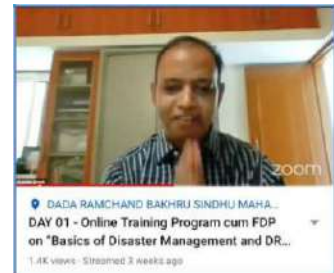 zoom
DADA RAMCHAND BAKHRU SINDHU MAHA...
DAY 01 - Online Training Program cum FDP
on "Basics of Disaster Management and DR...
1.4K views · Streamed 3 weeks ago